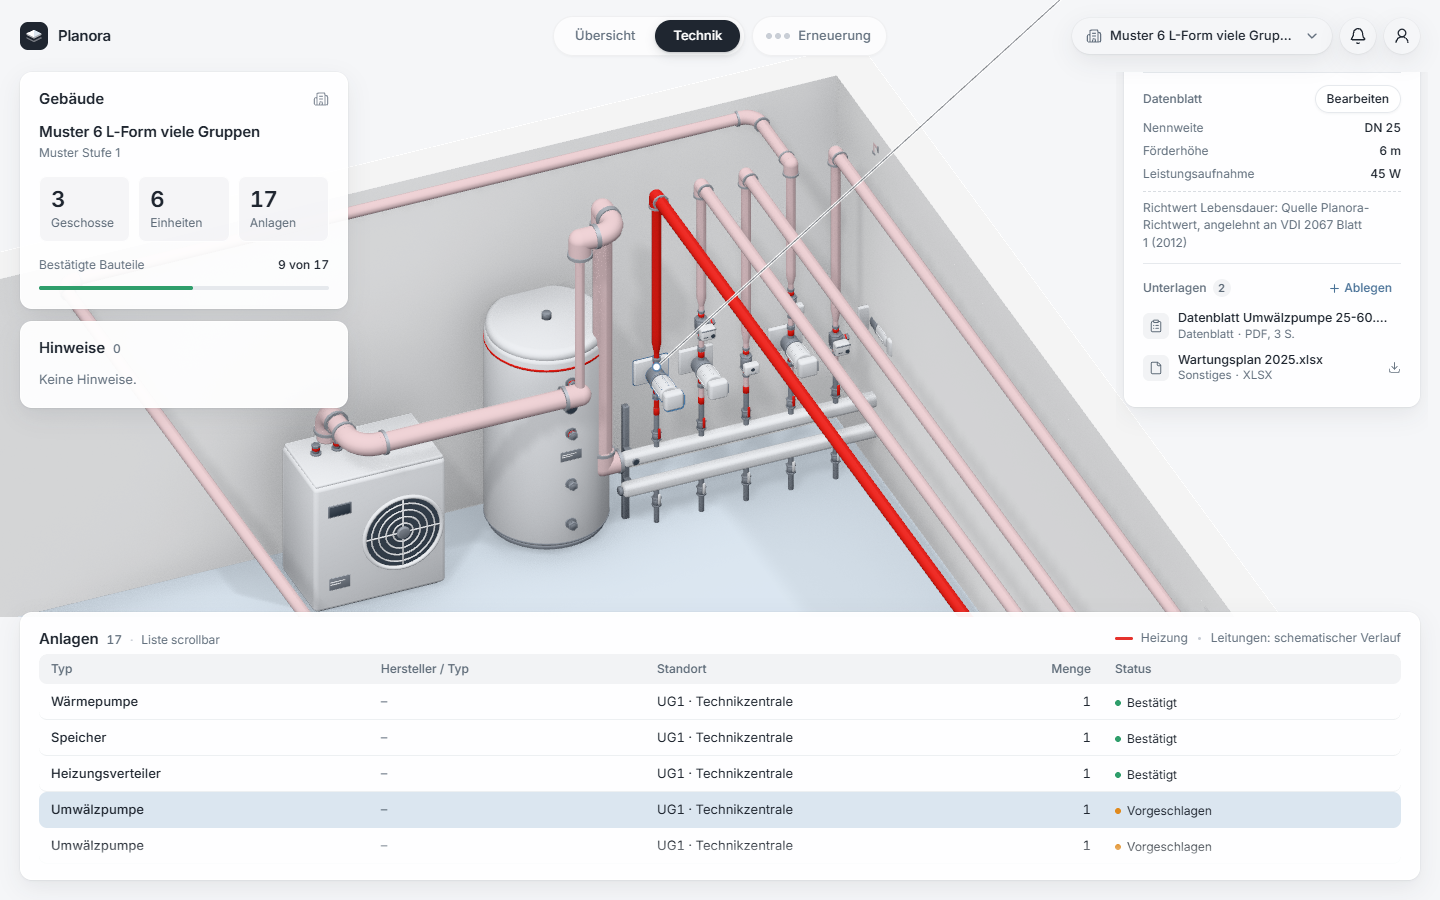 Planora
Übersicht
Technik
Erneuerung
Muster 6 L-Form viele Grup...
Gebäude
Muster 6 L-Form viele Gruppen
Muster Stufe 1
3
Geschosse
6
Einheiten
17
Anlagen
Bestätigte Bauteile
9 von 17
Hinweise 0
Keine Hinweise.
Datenblatt
Bearbeiten
Nennweite
DN 25
Förderhöhe
6 m
Leistungsaufnahme
45 W
Richtwert Lebensdauer: Quelle Planora-
Richtwert, angelehnt an VDI 2067 Blatt
1 (2012)
Unterlagen 2
+ Ablegen
Datenblatt Umwälzpumpe 25-60....
Datenblatt · PDF, 3 S.
Wartungsplan 2025.xlsx
Sonstiges · XLSX
Anlagen 17 · Liste scrollbar
Heizung · Leitungen: schematischer Verlauf
Typ Hersteller / Typ Standort Menge Status
Wärmepumpe – UG1 · Technikzentrale 1 Bestätigt
Speicher – UG1 · Technikzentrale 1 Bestätigt
Heizungsverteiler – UG1 · Technikzentrale 1 Bestätigt
Umwälzpumpe – UG1 · Technikzentrale 1 Vorgeschlagen
Umwälzpumpe – UG1 · Technikzentrale 1 Vorgeschlagen